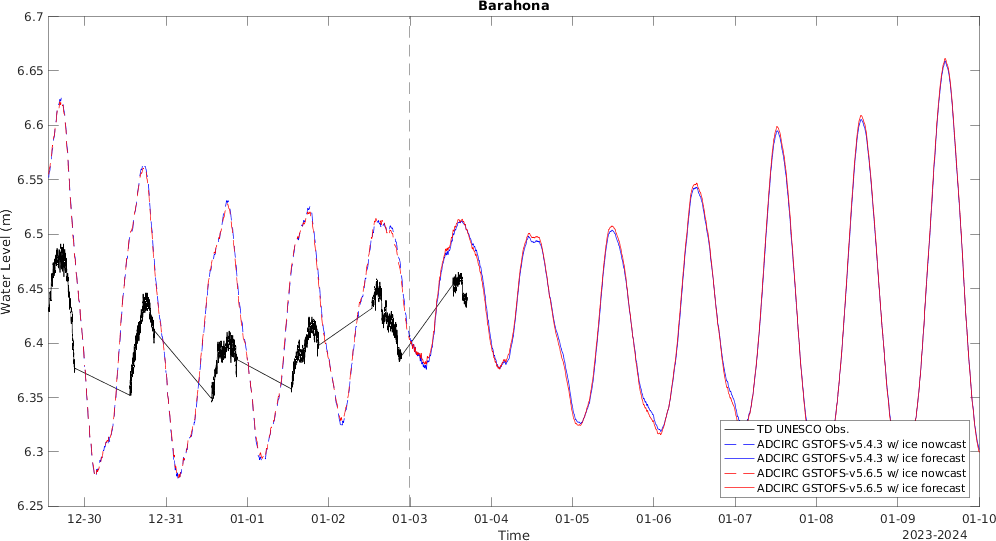 Barahona
6.7
6.65
6.6
6.55
6.5
6.45
6.4
6.35
6.3
6.25
Water Level (m)
TD UNESCO Obs.
ADCIRC GSTOFS-v5.4.3 w/ ice nowcast
ADCIRC GSTOFS-v5.4.3 w/ ice forecast
ADCIRC GSTOFS-v5.6.5 w/ ice nowcast
ADCIRC GSTOFS-v5.6.5 w/ ice forecast
12-30 12-31 01-01 01-02 01-03 01-04 01-05 01-06 01-07 01-08 01-09 01-10
Time
2023-2024